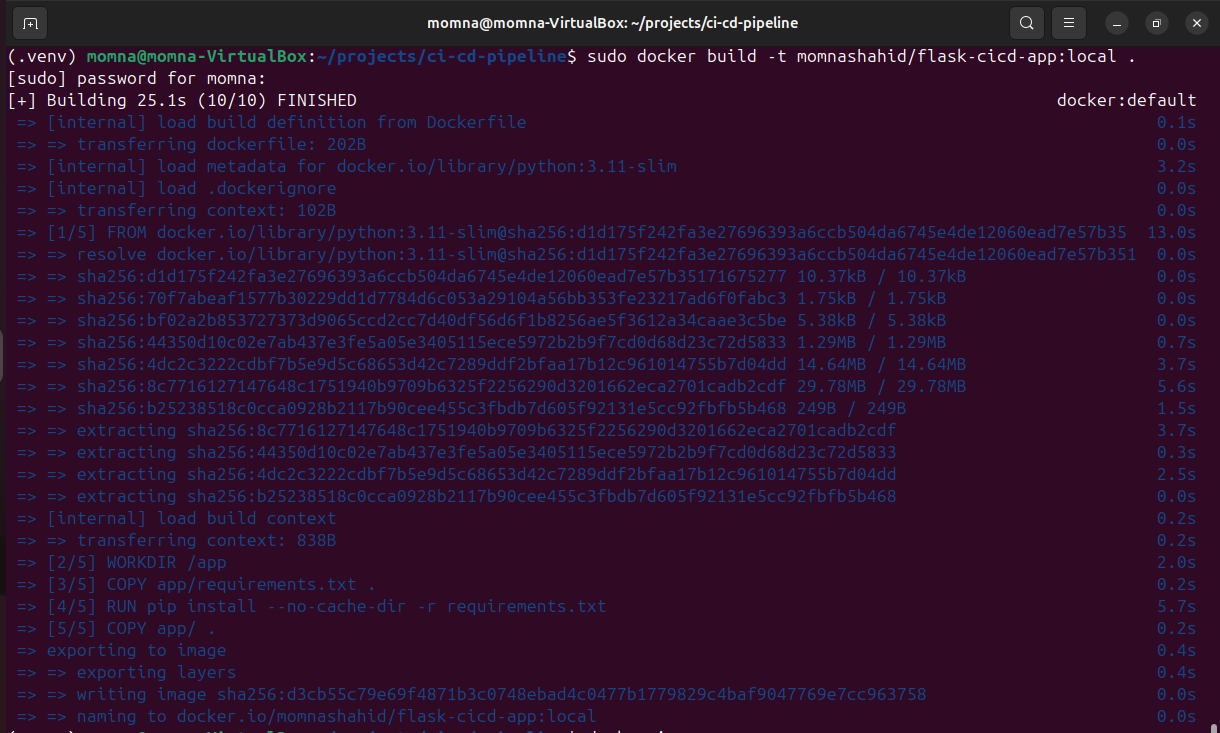 momna@momna-VirtualBox: ~/projects/ci-cd-pipeline
(.venv) momna@momna-VirtualBox:~/projects/ci-cd-pipeline$ sudo docker build -t momnashahid/flask-cicd-app:local .
[sudo] password for momna:
[+] Building 25.1s (10/10) FINISHED docker:default
=> [internal] load build definition from Dockerfile 0.1s
=> => transferring dockerfile: 202B 0.0s
=> [internal] load metadata for docker.io/library/python:3.11-slim 3.2s
=> [internal] load .dockerignore 0.0s
=> => transferring context: 102B 0.0s
=> [1/5] FROM docker.io/library/python:3.11-slim@sha256:d1d175f242fa3e27696393a6ccb504da6745e4de12060ead7e57b35 13.0s
=> => resolve docker.io/library/python:3.11-slim@sha256:d1d175f242fa3e27696393a6ccb504da6745e4de12060ead7e57b351 0.0s
=> => sha256:d1d175f242fa3e27696393a6ccb504da6745e4de12060ead7e57b35171675277 10.37kB / 10.37kB 0.0s
=> => sha256:70f7abeaf1577b30229dd1d7784d6c053a29104a56bb353fe23217ad6f0fabc3 1.75kB / 1.75kB 0.0s
=> => sha256:bf02a2b853727373d9065ccd2cc7d40df56d6f1b8256ae5f3612a34caae3c5be 5.38kB / 5.38kB 0.0s
=> => sha256:44350d10c02e7ab437e3fe5a05e3405115ece5972b2b9f7cd0d68d23c72d5833 1.29MB / 1.29MB 0.7s
=> => sha256:4dc2c3222cdbf7b5e9d5c68653d42c7289ddf2bfaa17b12c961014755b7d04dd 14.64MB / 14.64MB 3.7s
=> => sha256:8c7716127147648c1751940b9709b6325f2256290d3201662eca2701cadb2cdf 29.78MB / 29.78MB 5.6s
=> => sha256:b25238518c0cca0928b2117b90cee455c3fbdb7d605f92131e5cc92fbfb5b468 249B / 249B 1.5s
=> => extracting sha256:8c7716127147648c1751940b9709b6325f2256290d3201662eca2701cadb2cdf 3.7s
=> => extracting sha256:44350d10c02e7ab437e3fe5a05e3405115ece5972b2b9f7cd0d68d23c72d5833 0.3s
=> => extracting sha256:4dc2c3222cdbf7b5e9d5c68653d42c7289ddf2bfaa17b12c961014755b7d04dd 2.5s
=> => extracting sha256:b25238518c0cca0928b2117b90cee455c3fbdb7d605f92131e5cc92fbfb5b468 0.0s
=> [internal] load build context 0.2s
=> => transferring context: 838B 0.2s
=> [2/5] WORKDIR /app 2.0s
=> [3/5] COPY app/requirements.txt . 0.2s
=> [4/5] RUN pip install --no-cache-dir -r requirements.txt 5.7s
=> [5/5] COPY app/ . 0.2s
=> exporting to image 0.4s
=> => exporting layers 0.4s
=> => writing image sha256:d3cb55c79e69f4871b3c0748ebad4c0477b1779829c4baf9047769e7cc963758 0.0s
=> => naming to docker.io/momnashahid/flask-cicd-app:local 0.0s